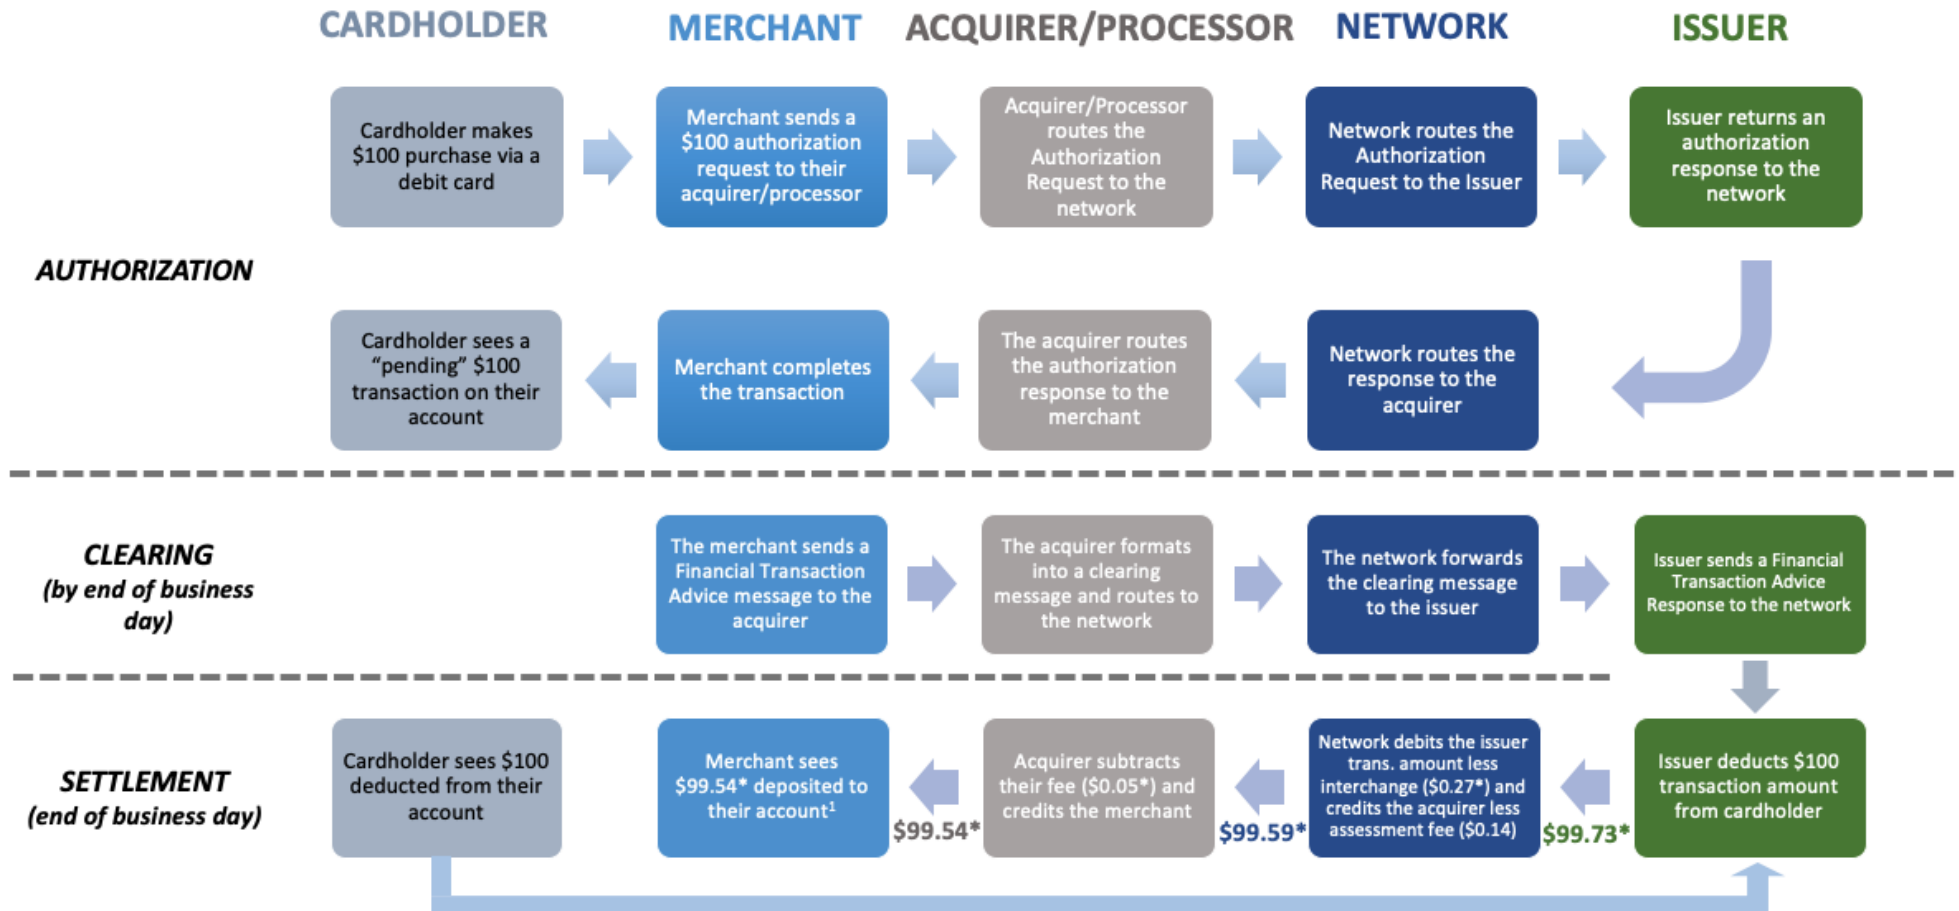 CARDHOLDER
MERCHANT
ACQUIRER/PROCESSOR
NETWORK
ISSUER
Cardholder makes
$100 purchase via a
debit card
Merchant sends a
$100 authorization
request to their
acquirer/processor
Acquirer/Processor
routes the
Authorization
Request to the
network
Network routes the
Authorization
Request to the Issuer
Issuer returns an
authorization
response to the
network
AUTHORIZATION
Cardholder sees a
“pending” $100
transaction on their
account
Merchant completes
the transaction
The acquirer routes
the authorization
response to the
merchant
Network routes the
response to the
acquirer
CLEARING
(by end of business
day)
The merchant sends a
Financial Transaction
Advice message to the
acquirer
The acquirer formats
into a clearing
message and routes to
the network
The network forwards
the clearing message
to the issuer
Issuer sends a Financial
Transaction Advice
Response to the network
SETTLEMENT
(end of business day)
Cardholder sees $100
deducted from their
account
Merchant sees
$99.54* deposited to
their account¹
$99.54*
Acquirer subtracts
their fee ($0.05*) and
credits the merchant
$99.59*
Network debits the issuer
trans. amount less
interchange ($0.27*) and
credits the acquirer less
assessment fee ($0.14)
$99.73*
Issuer deducts $100
transaction amount
from cardholder